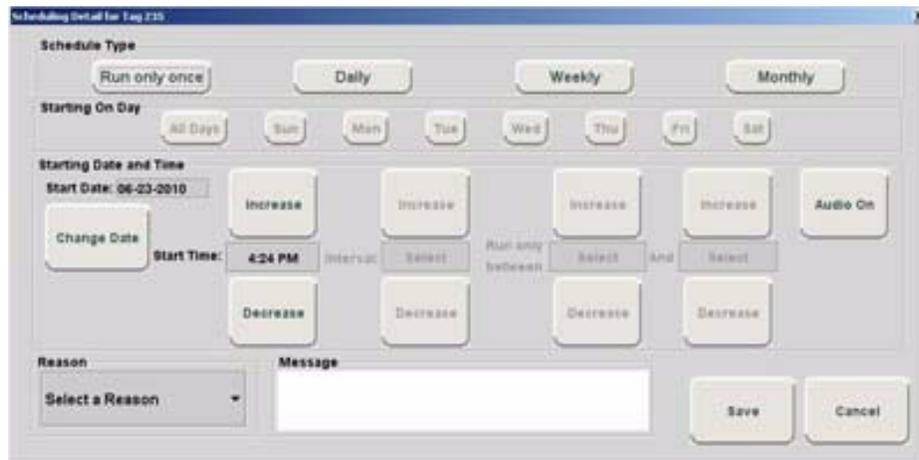 Scheduling Detail for Tag 235
Schedule Type
Run only once Daily Weekly Monthly
Starting On Day
All Days Sun Mon Tue Wed Thu Fri Sat
Starting Date and Time
Start Date: 06-23-2010
Increase Increase Increase Increase Audio On
Change Date
Start Time: 4:24 PM Interval: Select Run only between Select And Select
Decrease Decrease Decrease Decrease
Reason Message
Select a Reason
Save Cancel